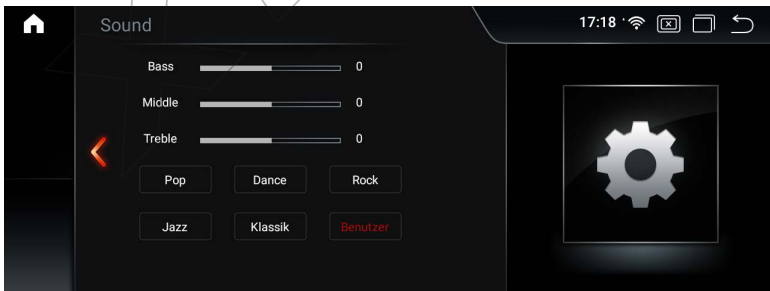 Sound
17:18
Bass 0
Middle 0
Treble 0
Pop Dance Rock
Jazz Klassik Benutzer